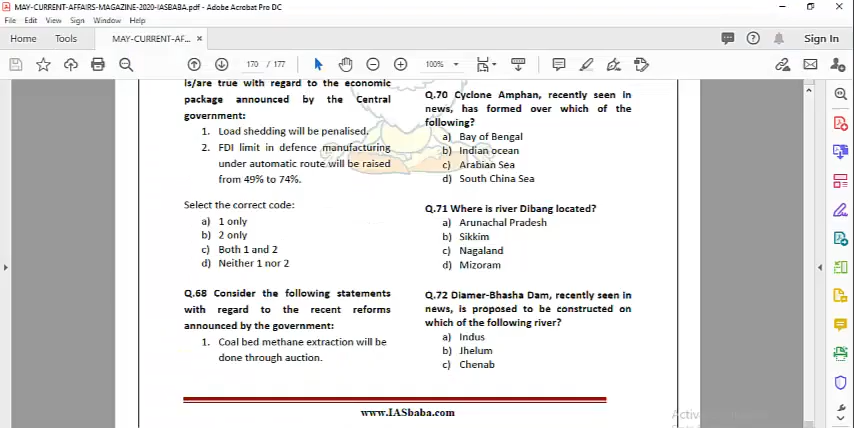 MAY-CURRENT-AFFAIRS-MAGAZINE-2020-IASBABA.pdf - Adobe Acrobat Pro DC
File Edit View Sign Window Help
Home Tools MAY-CURRENT-AF... × Sign In
170 / 177 100%
is/are true with regard to the economic
package announced by the Central
government:
1. Load shedding will be penalised.
2. FDI limit in defence manufacturing
under automatic route will be raised
from 49% to 74%.
Select the correct code:
a) 1 only
b) 2 only
c) Both 1 and 2
d) Neither 1 nor 2
Q.68 Consider the following statements
with regard to the recent reforms
announced by the government:
1. Coal bed methane extraction will be
done through auction.
Q.70 Cyclone Amphan, recently seen in
news, has formed over which of the
following?
a) Bay of Bengal
b) Indian ocean
c) Arabian Sea
d) South China Sea
Q.71 Where is river Dibang located?
a) Arunachal Pradesh
b) Sikkim
c) Nagaland
d) Mizoram
Q.72 Diamer-Bhasha Dam, recently seen in
news, is proposed to be constructed on
which of the following river?
a) Indus
b) Jhelum
c) Chenab
www.IASbaba.com